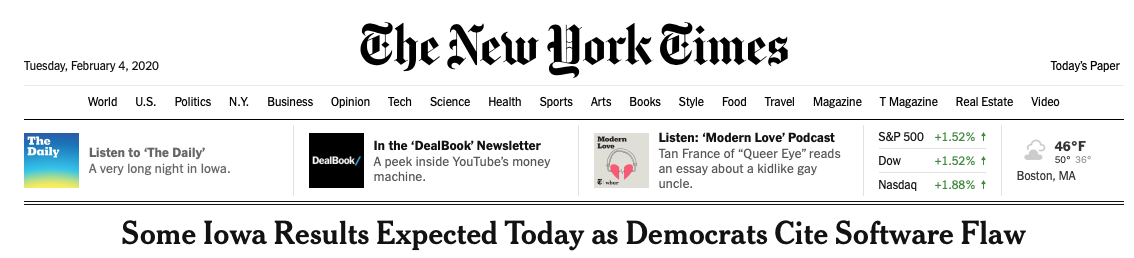 The New York Times
Tuesday, February 4, 2020
Today's Paper
World U.S. Politics N.Y. Business Opinion Tech Science Health Sports Arts Books Style Food Travel Magazine T Magazine Real Estate Video
The
Daily
Listen to ‘The Daily’
A very long night in Iowa.
DealBook/
In the ‘DealBook’ Newsletter
A peek inside YouTube’s money
machine.
Modern
Love
wbur
Listen: ‘Modern Love’ Podcast
Tan France of “Queer Eye” reads
an essay about a kidlike gay
uncle.
S&P 500 +1.52% ↑
Dow +1.52% ↑
Nasdaq +1.88% ↑
46°F
50° 36°
Boston, MA
Some Iowa Results Expected Today as Democrats Cite Software Flaw